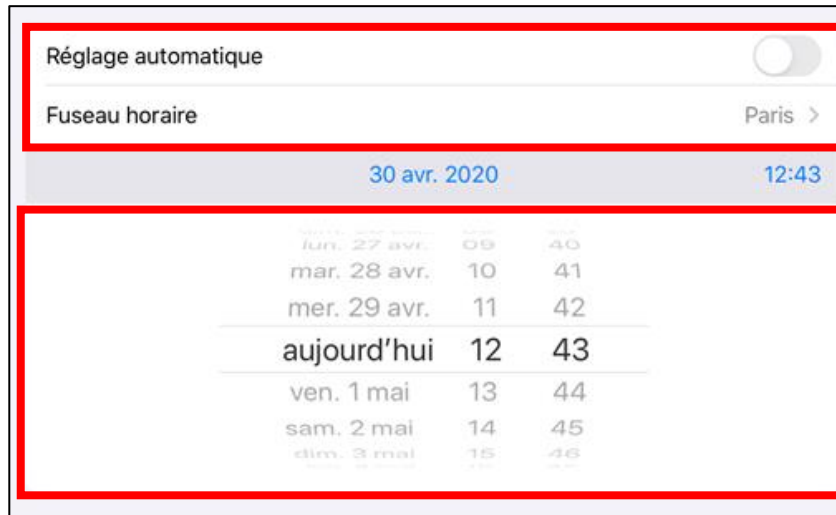 Réglage automatique
Fuseau horaire Paris >
30 avr. 2020 12:43
lun. 27 avr. 09 40
mar. 28 avr. 10 41
mer. 29 avr. 11 42
aujourd'hui 12 43
ven. 1 mai 13 44
sam. 2 mai 14 45
dim. 3 mai 15 46